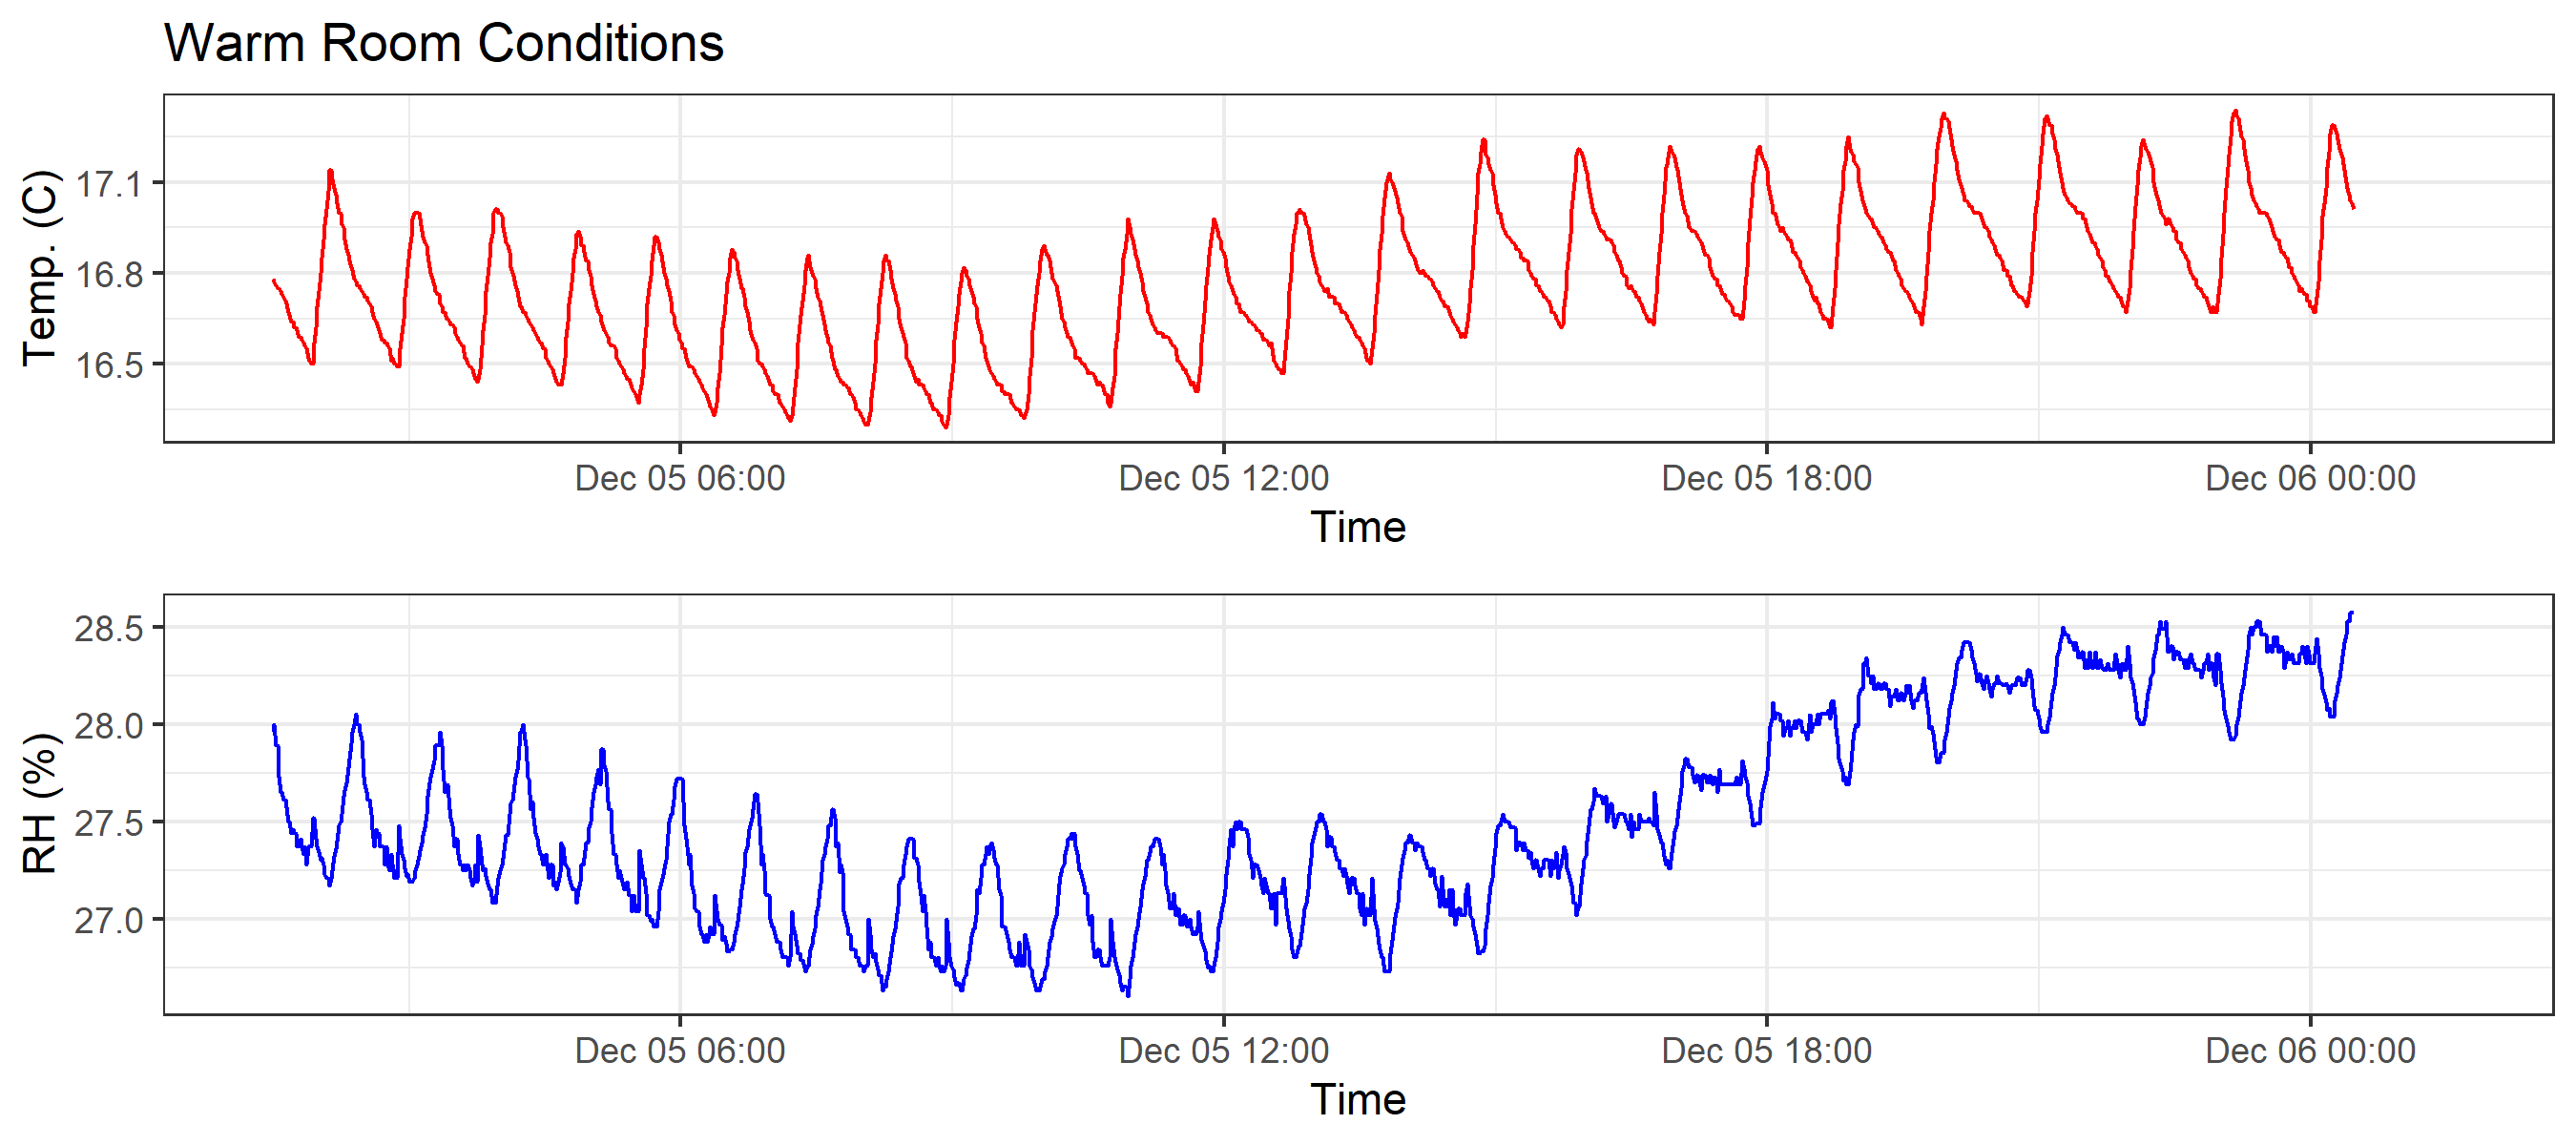 Warm Room Conditions
Temp. (C)
17.1
16.8
16.5
Dec 05 06:00 Dec 05 12:00 Dec 05 18:00 Dec 06 00:00
Time
RH (%)
28.5
28.0
27.5
27.0
Dec 05 06:00 Dec 05 12:00 Dec 05 18:00 Dec 06 00:00
Time